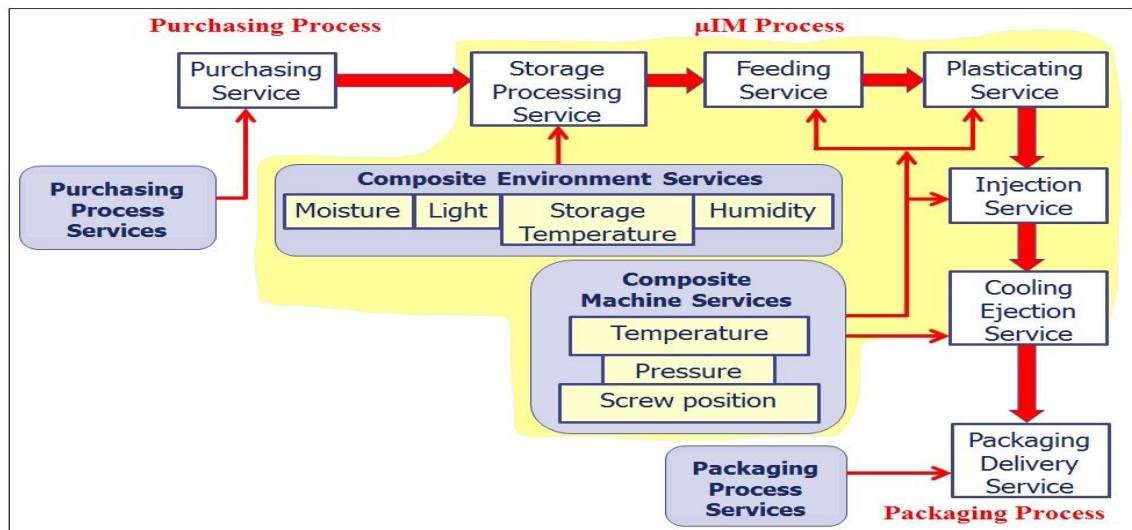 Purchasing Process
µIM Process
Purchasing
Service
Storage
Processing
Service
Feeding
Service
Plasticating
Service
Purchasing
Process
Services
Composite Environment Services
Moisture
Light
Storage
Temperature
Humidity
Injection
Service
Composite
Machine Services
Temperature
Pressure
Screw position
Cooling
Ejection
Service
Packaging
Process
Services
Packaging
Delivery
Service
Packaging Process